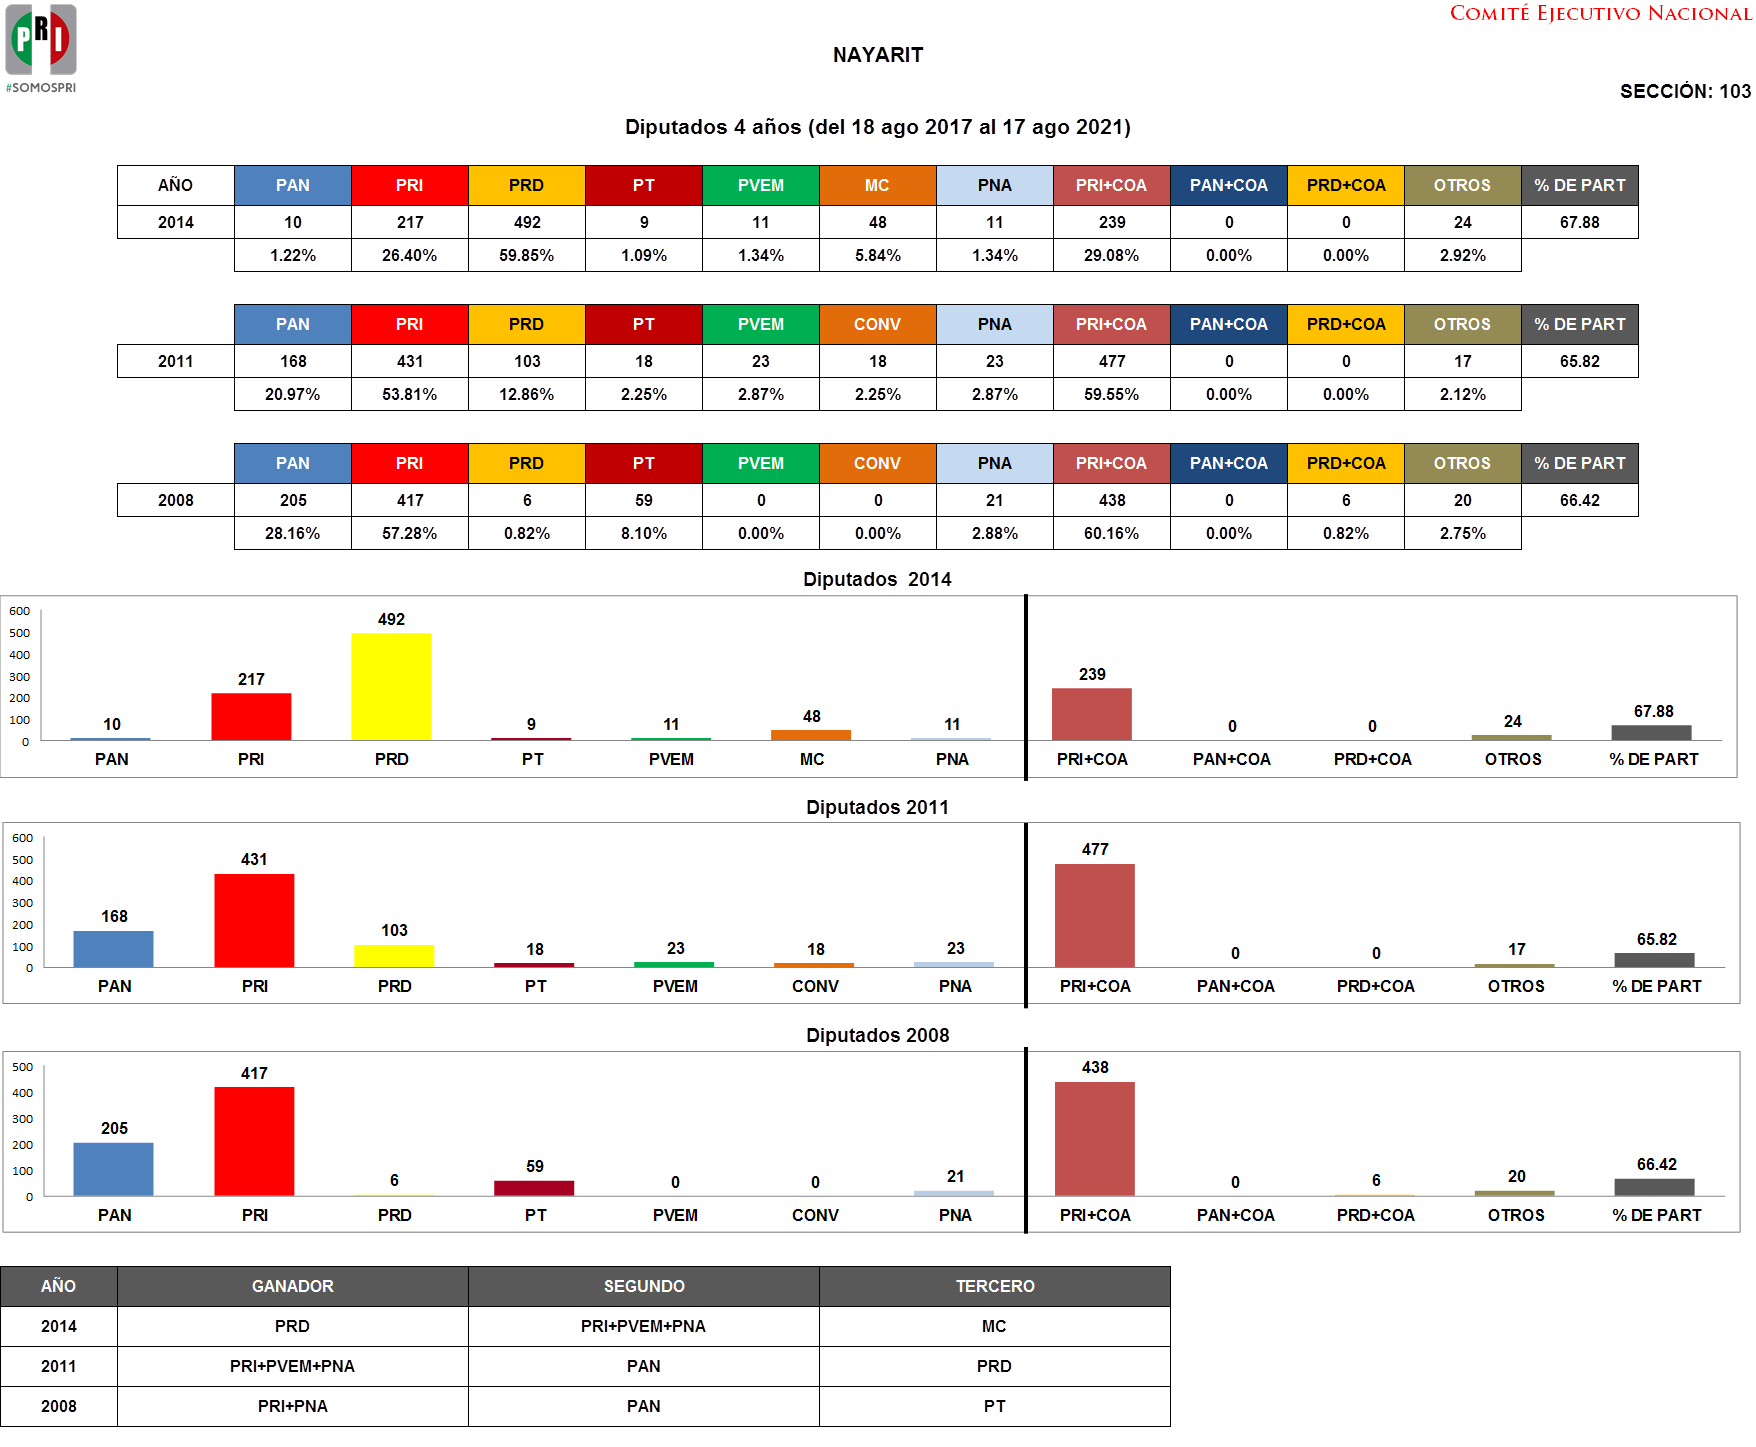 PRI
#SOMOSPRI
COMITÉ EJECUTIVO NACIONAL
NAYARIT
SECCIÓN: 103
Diputados 4 años (del 18 ago 2017 al 17 ago 2021)
AÑO PAN PRI PRD PT PVEM MC PNA PRI+COA PAN+COA PRD+COA OTROS % DE PART
2014 10 217 492 9 11 48 11 239 0 0 24 67.88
1.22% 26.40% 59.85% 1.09% 1.34% 5.84% 1.34% 29.08% 0.00% 0.00% 2.92%
PAN PRI PRD PT PVEM CONV PNA PRI+COA PAN+COA PRD+COA OTROS % DE PART
2011 168 431 103 18 23 18 23 477 0 0 17 65.82
20.97% 53.81% 12.86% 2.25% 2.87% 2.25% 2.87% 59.55% 0.00% 0.00% 2.12%
PAN PRI PRD PT PVEM CONV PNA PRI+COA PAN+COA PRD+COA OTROS % DE PART
2008 205 417 6 59 0 0 21 438 0 6 20 66.42
28.16% 57.28% 0.82% 8.10% 0.00% 0.00% 2.88% 60.16% 0.00% 0.82% 2.75%
Diputados 2014
600
500
400
300
200
100
0
10 217 492 9 11 48 11 239 0 0 24 67.88
PAN PRI PRD PT PVEM MC PNA PRI+COA PAN+COA PRD+COA OTROS % DE PART
Diputados 2011
600
500
400
300
200
100
0
168 431 103 18 23 18 23 477 0 0 17 65.82
PAN PRI PRD PT PVEM CONV PNA PRI+COA PAN+COA PRD+COA OTROS % DE PART
Diputados 2008
500
400
300
200
100
0
205 417 6 59 0 0 21 438 0 6 20 66.42
PAN PRI PRD PT PVEM CONV PNA PRI+COA PAN+COA PRD+COA OTROS % DE PART
AÑO GANADOR SEGUNDO TERCERO
2014 PRD PRI+PVEM+PNA MC
2011 PRI+PVEM+PNA PAN PRD
2008 PRI+PNA PAN PT